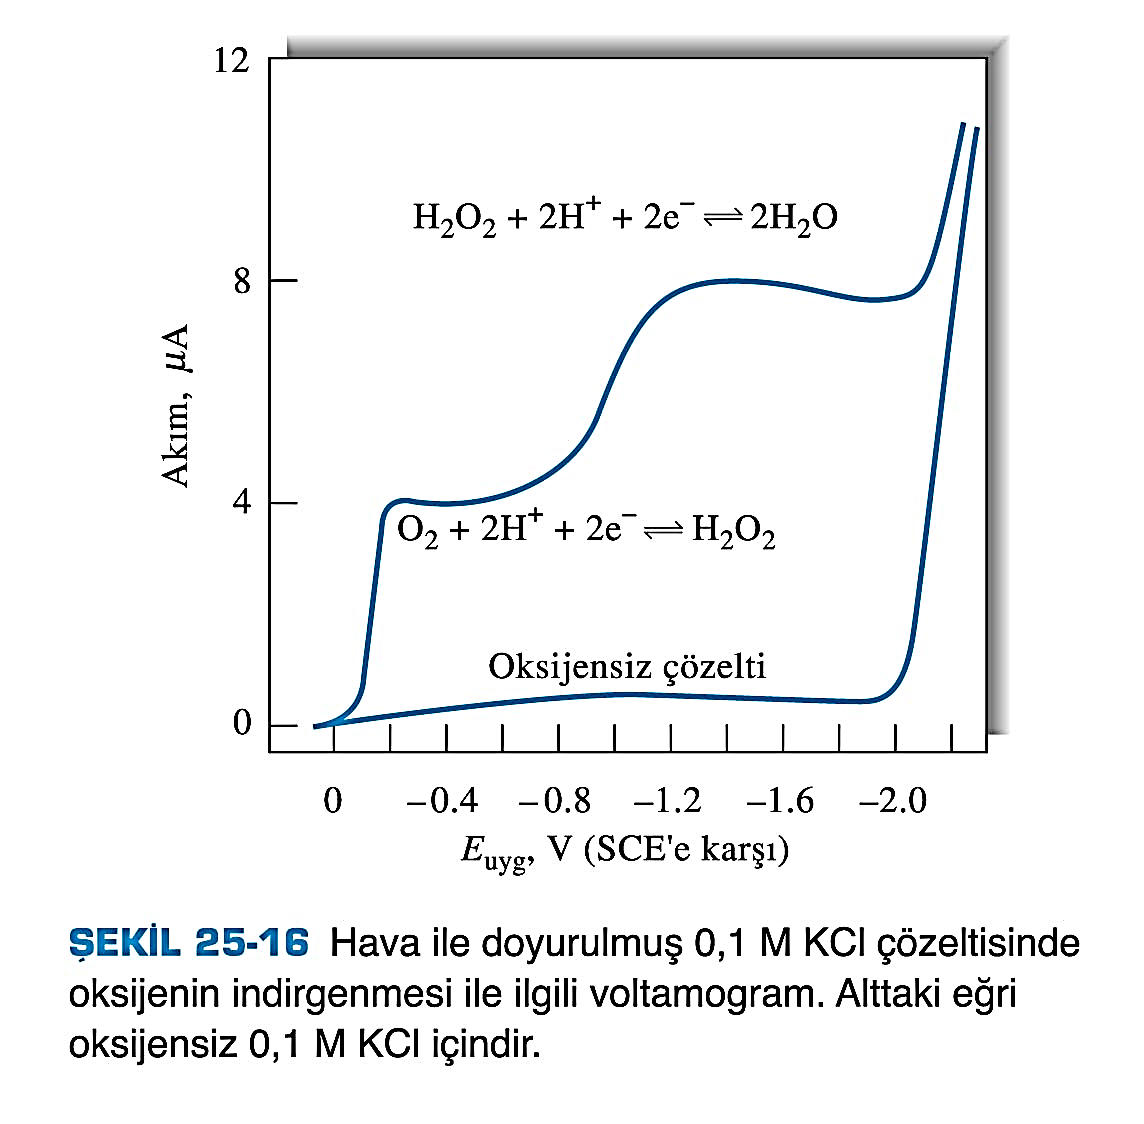 12
H₂O₂ + 2H⁺ + 2e⁻ ⇌ 2H₂O
8
Akım, μA
4
O₂ + 2H⁺ + 2e⁻ ⇌ H₂O₂
Oksijensiz çözelti
0
0 −0.4 −0.8 −1.2 −1.6 −2.0
Euyg, V (SCE'e karşı)
ŞEKİL 25-16 Hava ile doyurulmuş 0,1 M KCl çözeltisinde
oksijenin indirgenmesi ile ilgili voltamogram. Alttaki eğri
oksijensiz 0,1 M KCl içindir.